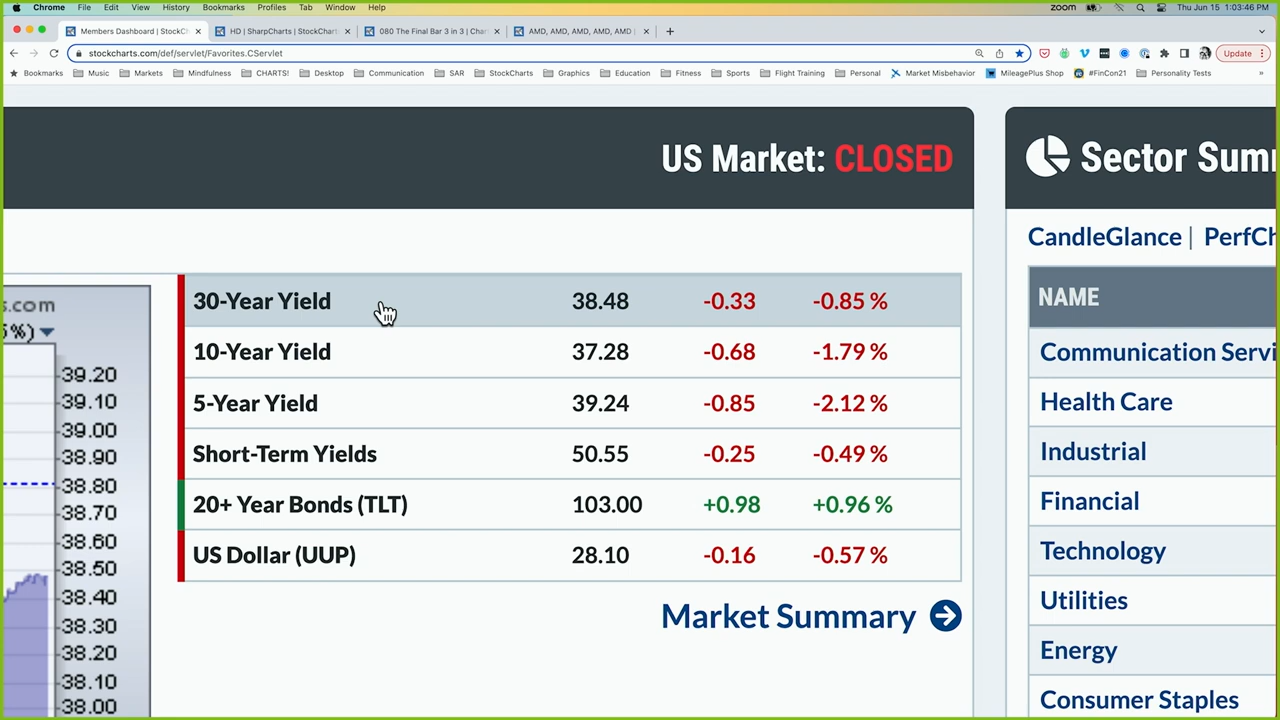 Chrome File Edit View History Bookmarks Profiles Tab Window Help zoom Thu Jun 15 1:03:46 PM
Members Dashboard | StockC HD | SharpCharts | StockChart 080 The Final Bar 3 in 3 | Char AMD, AMD, AMD, AMD, AMD |
stockcharts.com/def/servlet/Favorites.CServlet Update
Bookmarks Music Markets Mindfulness CHARTS! Desktop Communication SAR StockCharts Graphics Education Fitness Sports Flight Training Personal Market Misbehavior MileagePlus Shop #FinCon21 Personality Tests »
US Market: CLOSED
Sector Sum
CandleGlance | PerfCh
s.com
5%)
39.20
39.10
39.00
38.90
38.80
38.70
38.60
38.50
38.40
38.30
38.20
38.10
38.00
30-Year Yield 38.48 -0.33 -0.85 %
10-Year Yield 37.28 -0.68 -1.79 %
5-Year Yield 39.24 -0.85 -2.12 %
Short-Term Yields 50.55 -0.25 -0.49 %
20+ Year Bonds (TLT) 103.00 +0.98 +0.96 %
US Dollar (UUP) 28.10 -0.16 -0.57 %
Market Summary
NAME
Communication Servi
Health Care
Industrial
Financial
Technology
Utilities
Energy
Consumer Staples